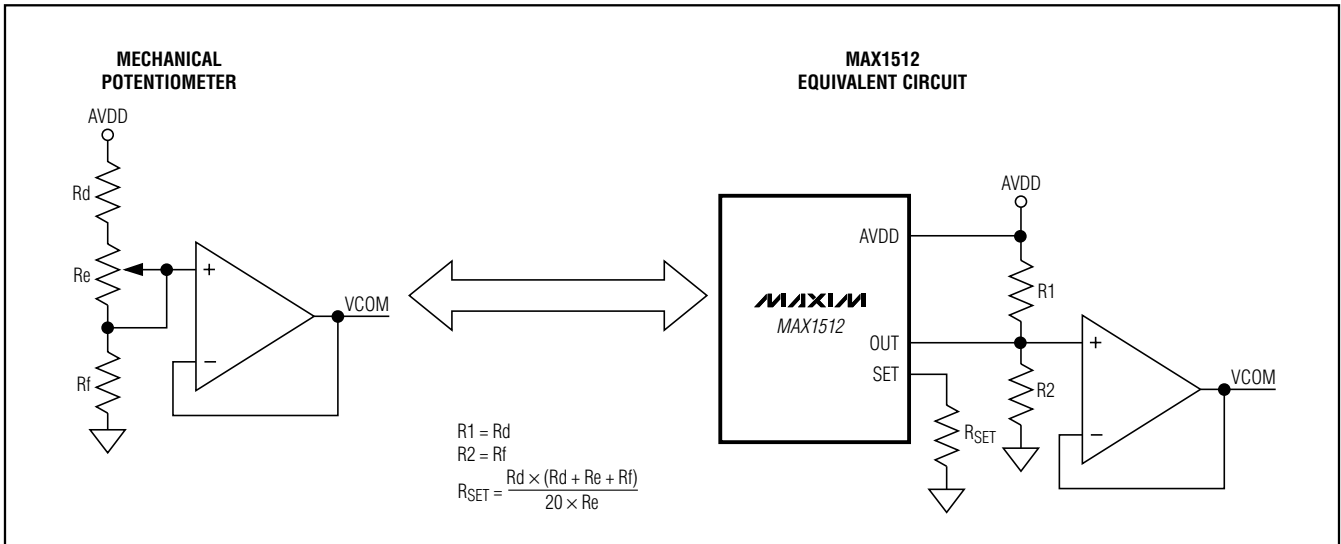 MECHANICAL
POTENTIOMETER
AVDD
Rd
Re
Rf
+
−
VCOM
R1 = Rd
R2 = Rf
RSET = Rd × (Rd + Re + Rf)
20 × Re
MAX1512
EQUIVALENT CIRCUIT
AVDD
AVDD
MAXIM
MAX1512
OUT
SET
R1
R2
RSET
+
−
VCOM